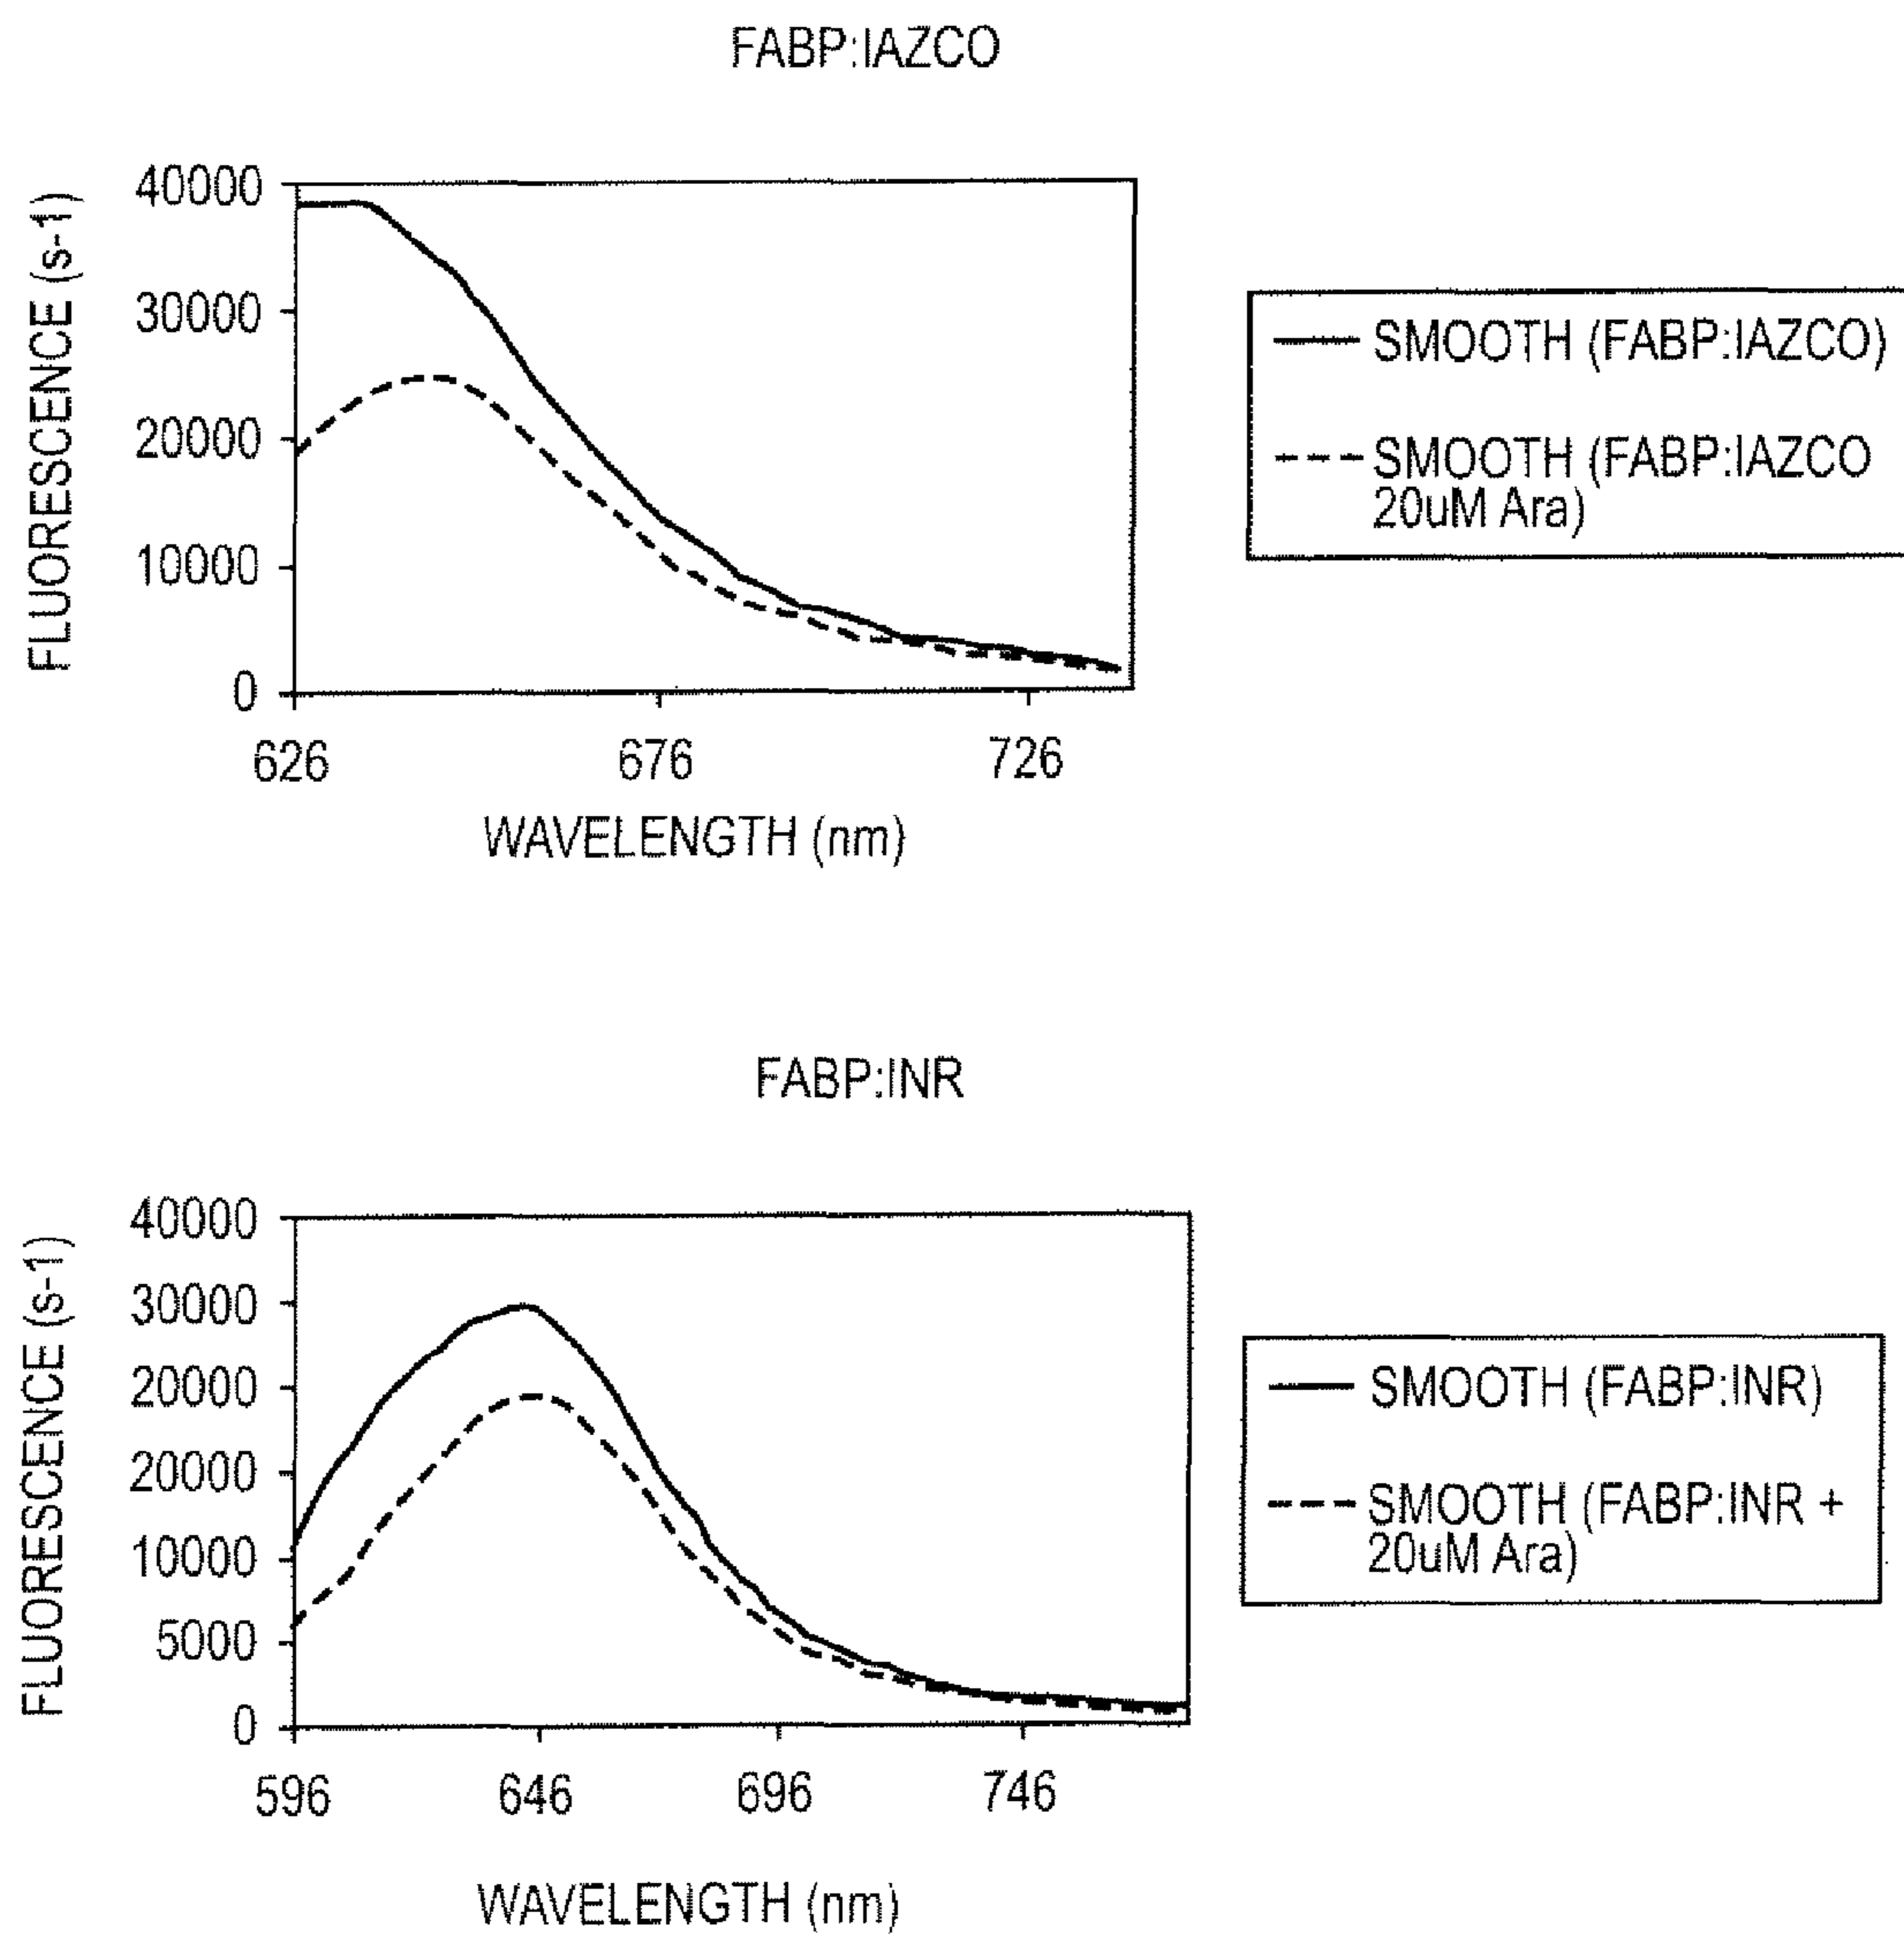 FABP:IAZCO
FLUORESCENCE (s-1)
40000
30000
20000
10000
0
626
676
726
WAVELENGTH (nm)
SMOOTH (FABP:IAZCO)
SMOOTH (FABP:IAZCO
20uM Ara)
FABP:INR
FLUORESCENCE (s-1)
40000
30000
20000
20000
10000
5000
0
596
646
696
746
WAVELENGTH (nm)
SMOOTH (FABP:INR)
SMOOTH (FABP:INR +
20uM Ara)